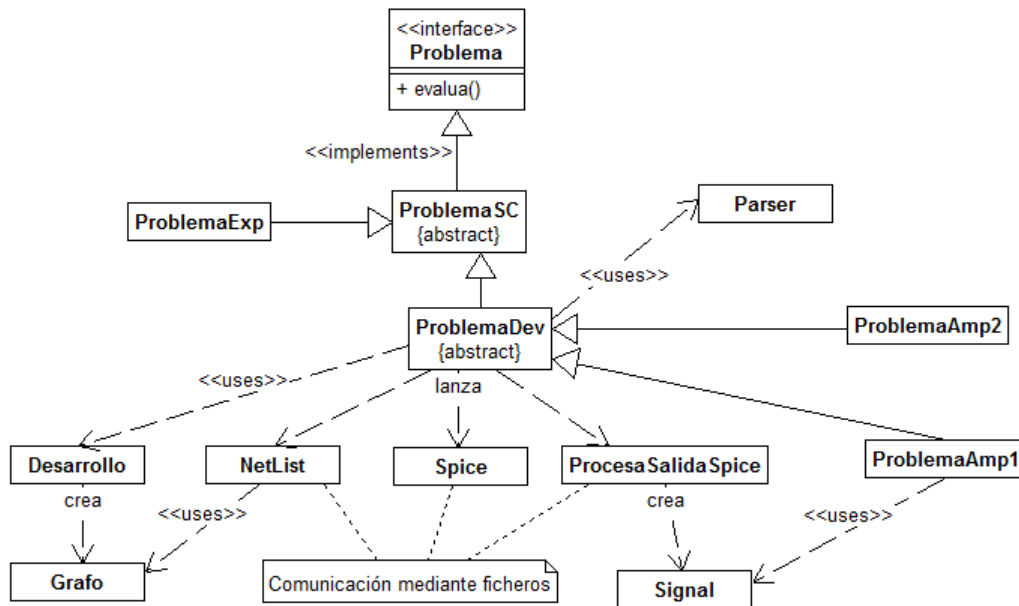 <<interface>>
Problema
+ evalua()
<<implements>>
ProblemaExp
ProblemaSC
{abstract}
Parser
<<uses>>
ProblemaDev
{abstract}
ProblemaAmp2
<<uses>>
lanza
Desarrollo
NetList
Spice
ProcesaSalidaSpice
ProblemaAmp1
crea
<<uses>>
crea
<<uses>>
Grafo
Comunicación mediante ficheros
Signal